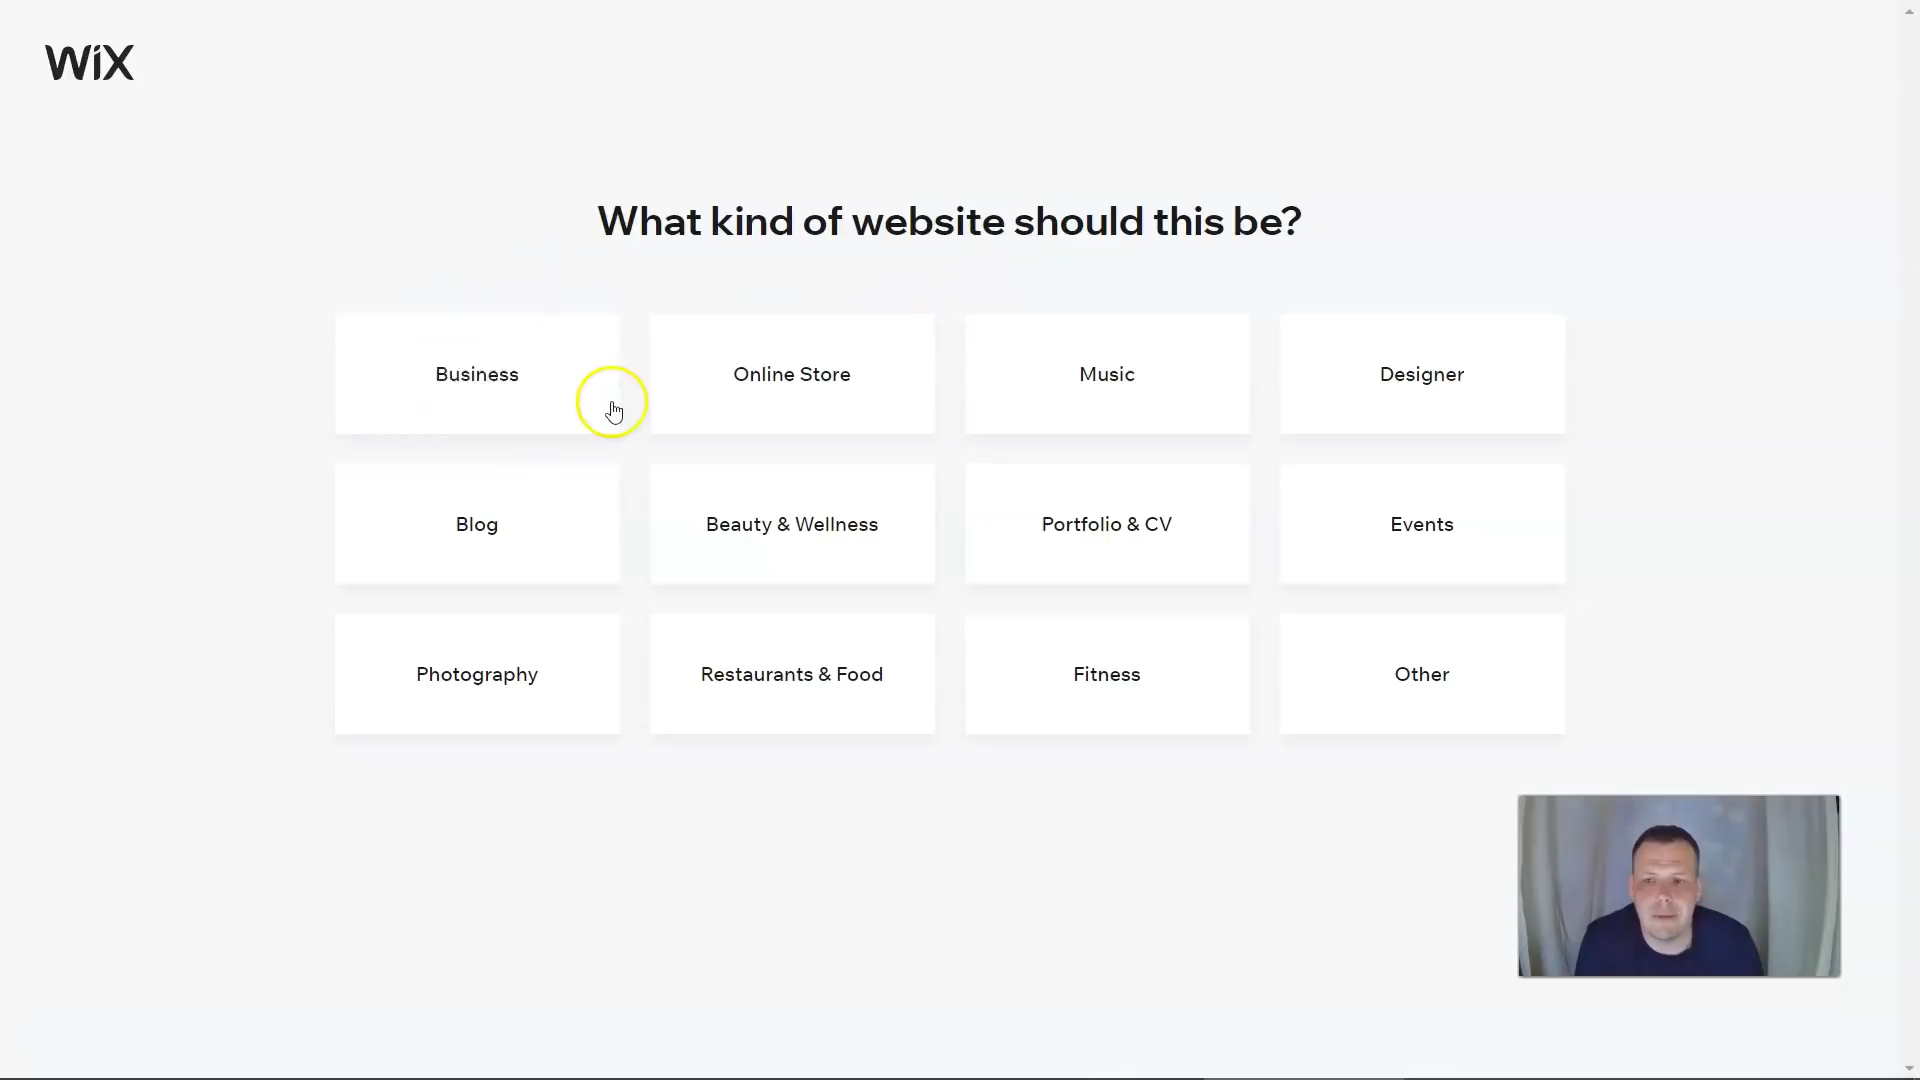 WiX
What kind of website should this be?
Business
Online Store
Music
Designer
Blog
Beauty & Wellness
Portfolio & CV
Events
Photography
Restaurants & Food
Fitness
Other